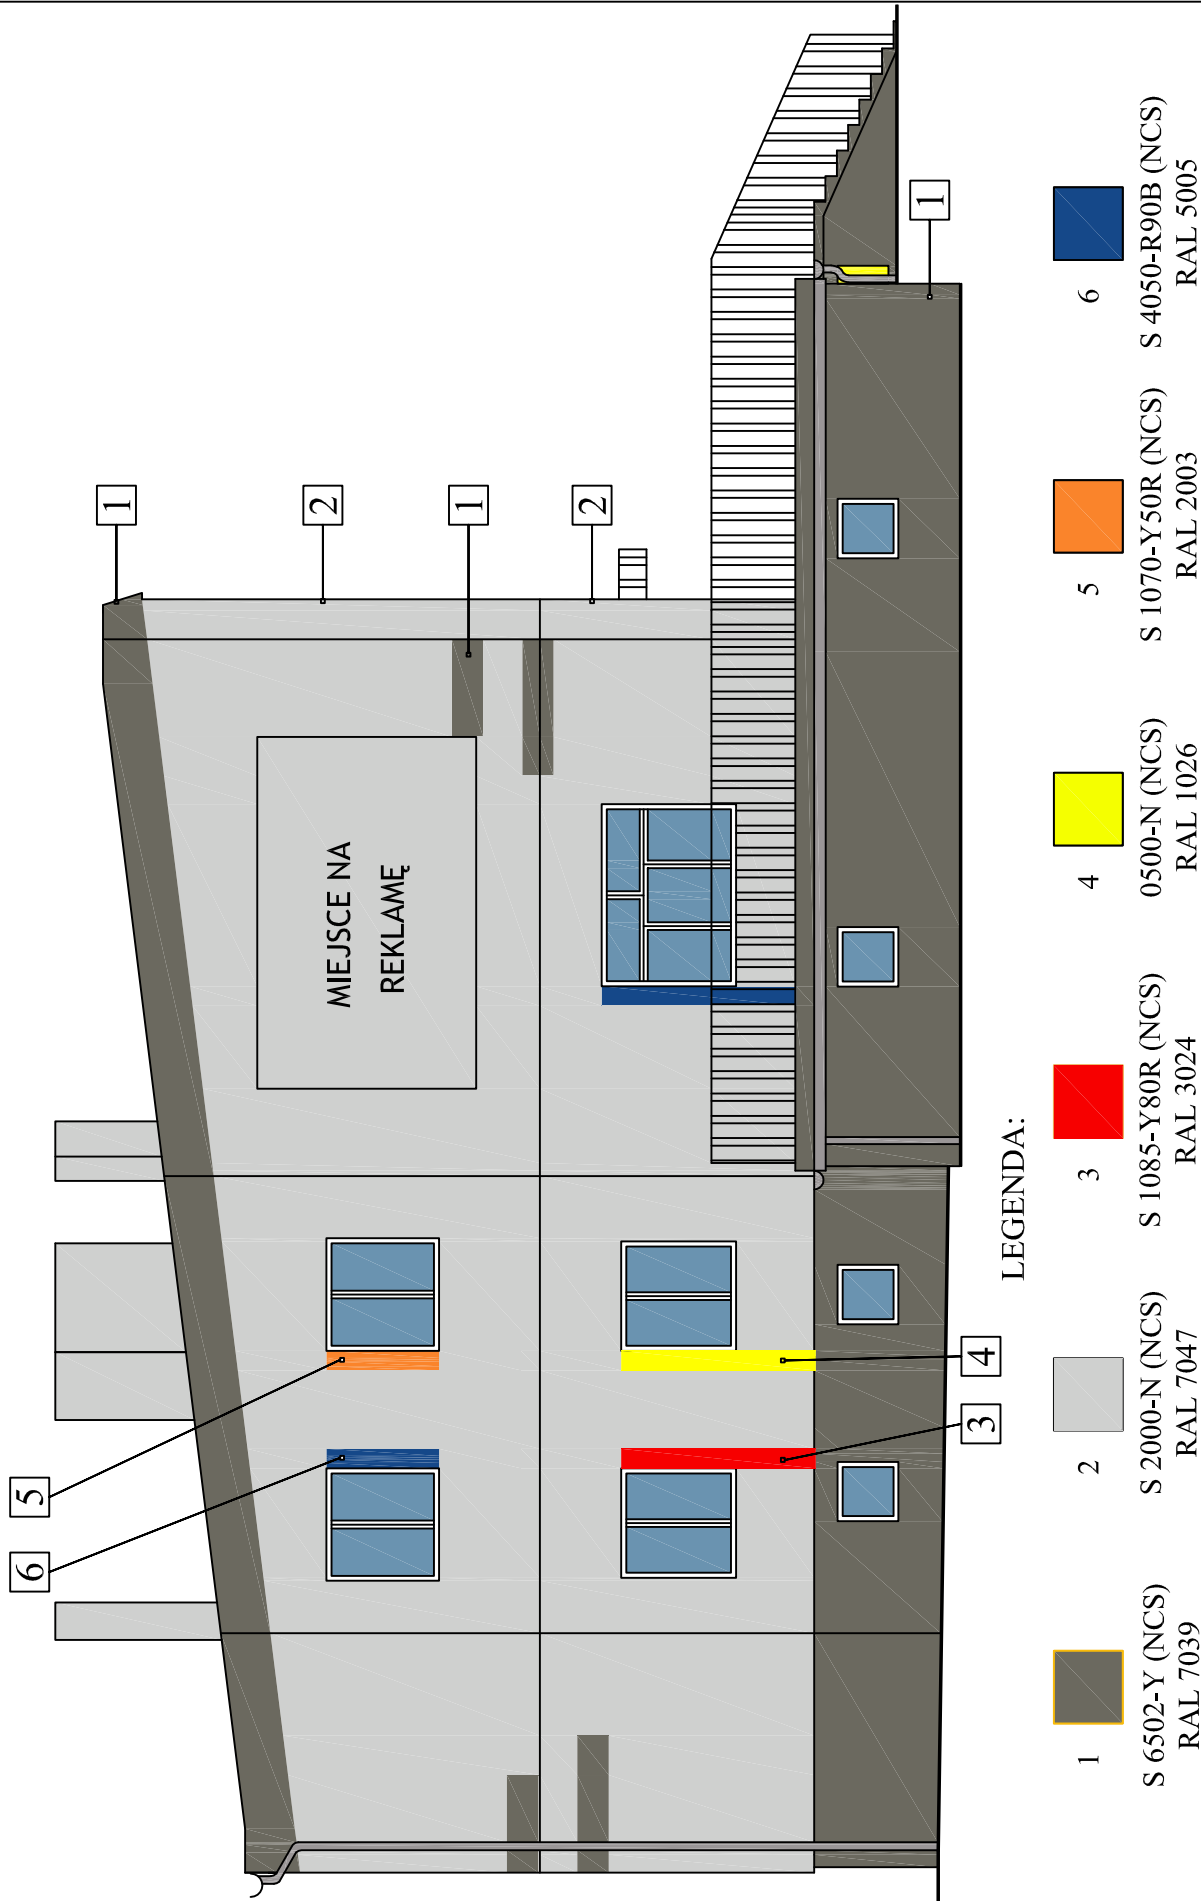 5
6
1
2
1
2
MIEJSCE NA
REKLAMĘ
3
4
1
LEGENDA:
1
S 6502-Y (NCS)
RAL 7039
2
S 2000-N (NCS)
RAL 7047
3
S 1085-Y80R (NCS)
RAL 3024
4
0500-N (NCS)
RAL 1026
5
S 1070-Y50R (NCS)
RAL 2003
6
S 4050-R90B (NCS)
RAL 5005